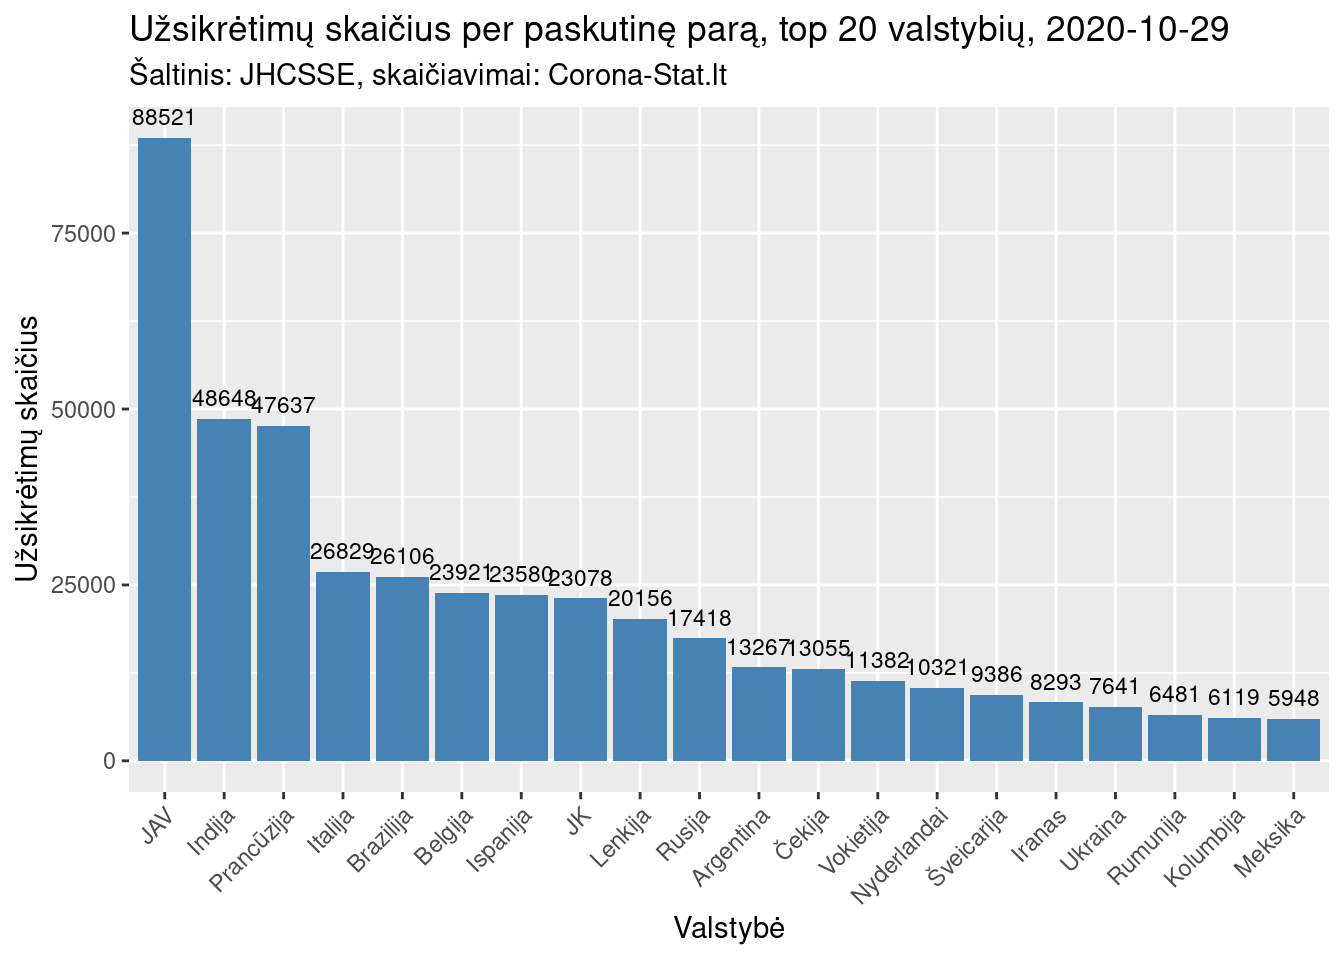 Užsikrėtimų skaičius per paskutinę parą, top 20 valstybių, 2020-10-29
Šaltinis: JHCSSE, skaičiavimai: Corona-Stat.lt
Užsikrėtimų skaičius
75000
50000
25000
0
88521
48648
47637
26829
26106
23921
23580
23078
20156
17418
13267
13055
11382
10321
9386
8293
7641
6481
6119
5948
JAV
Indija
Prancūzija
Italija
Brazilija
Belgija
Ispanija
JK
Lenkija
Rusija
Argentina
Čekija
Vokietija
Nyderlandai
Šveicarija
Iranas
Ukraina
Rumunija
Kolumbija
Meksika
Valstybė